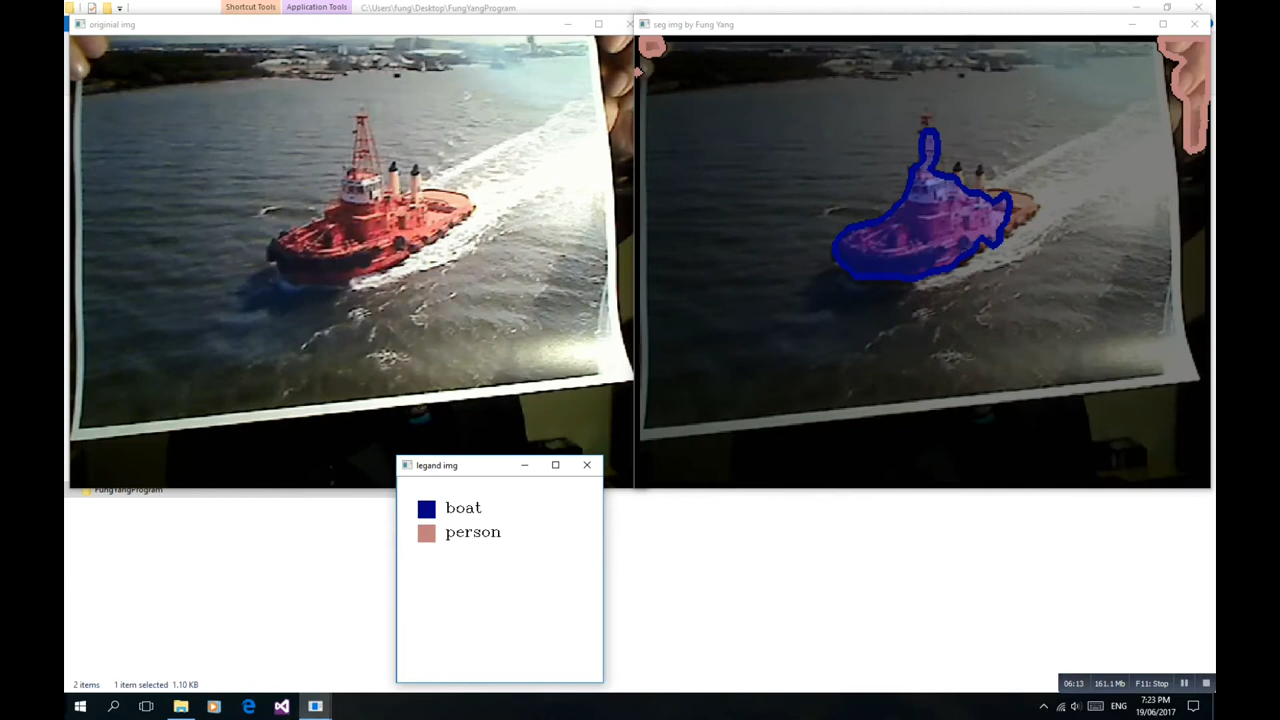 Shortcut Tools
Application Tools
C:\Users\fung\Desktop\FungYangProgram
originial img
seg img by Fung Yang
FungYangProgram
legand img
boat
person
2 items 1 item selected 1.10 KB
06:13 161.1 Mb F11: Stop
ENG
7:23 PM
19/06/2017